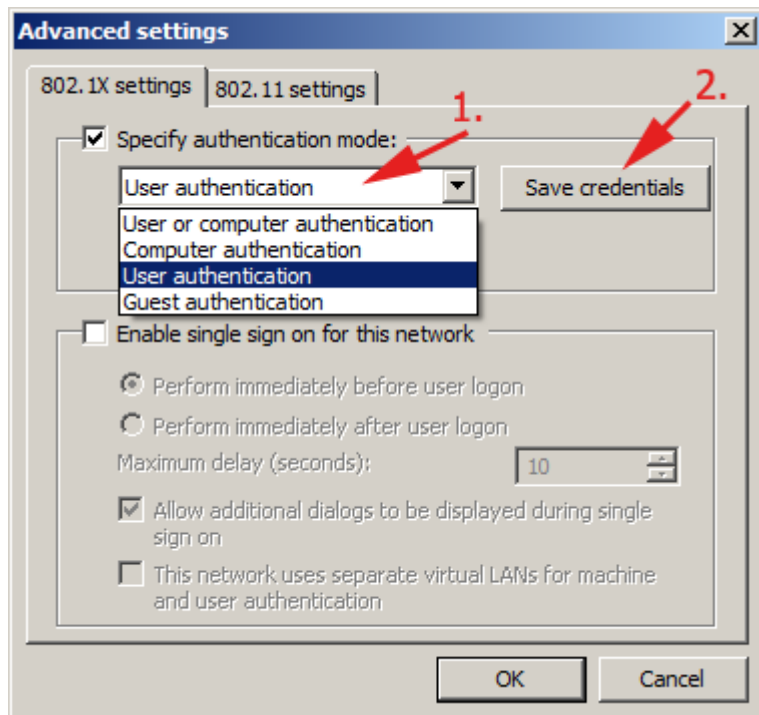 Advanced settings
802.1X settings
802.11 settings
1.
2.
Specify authentication mode:
User authentication
Save credentials
User or computer authentication
Computer authentication
User authentication
Guest authentication
Enable single sign on for this network
Perform immediately before user logon
Perform immediately after user logon
Maximum delay (seconds):
10
Allow additional dialogs to be displayed during single
sign on
This network uses separate virtual LANs for machine
and user authentication
OK
Cancel